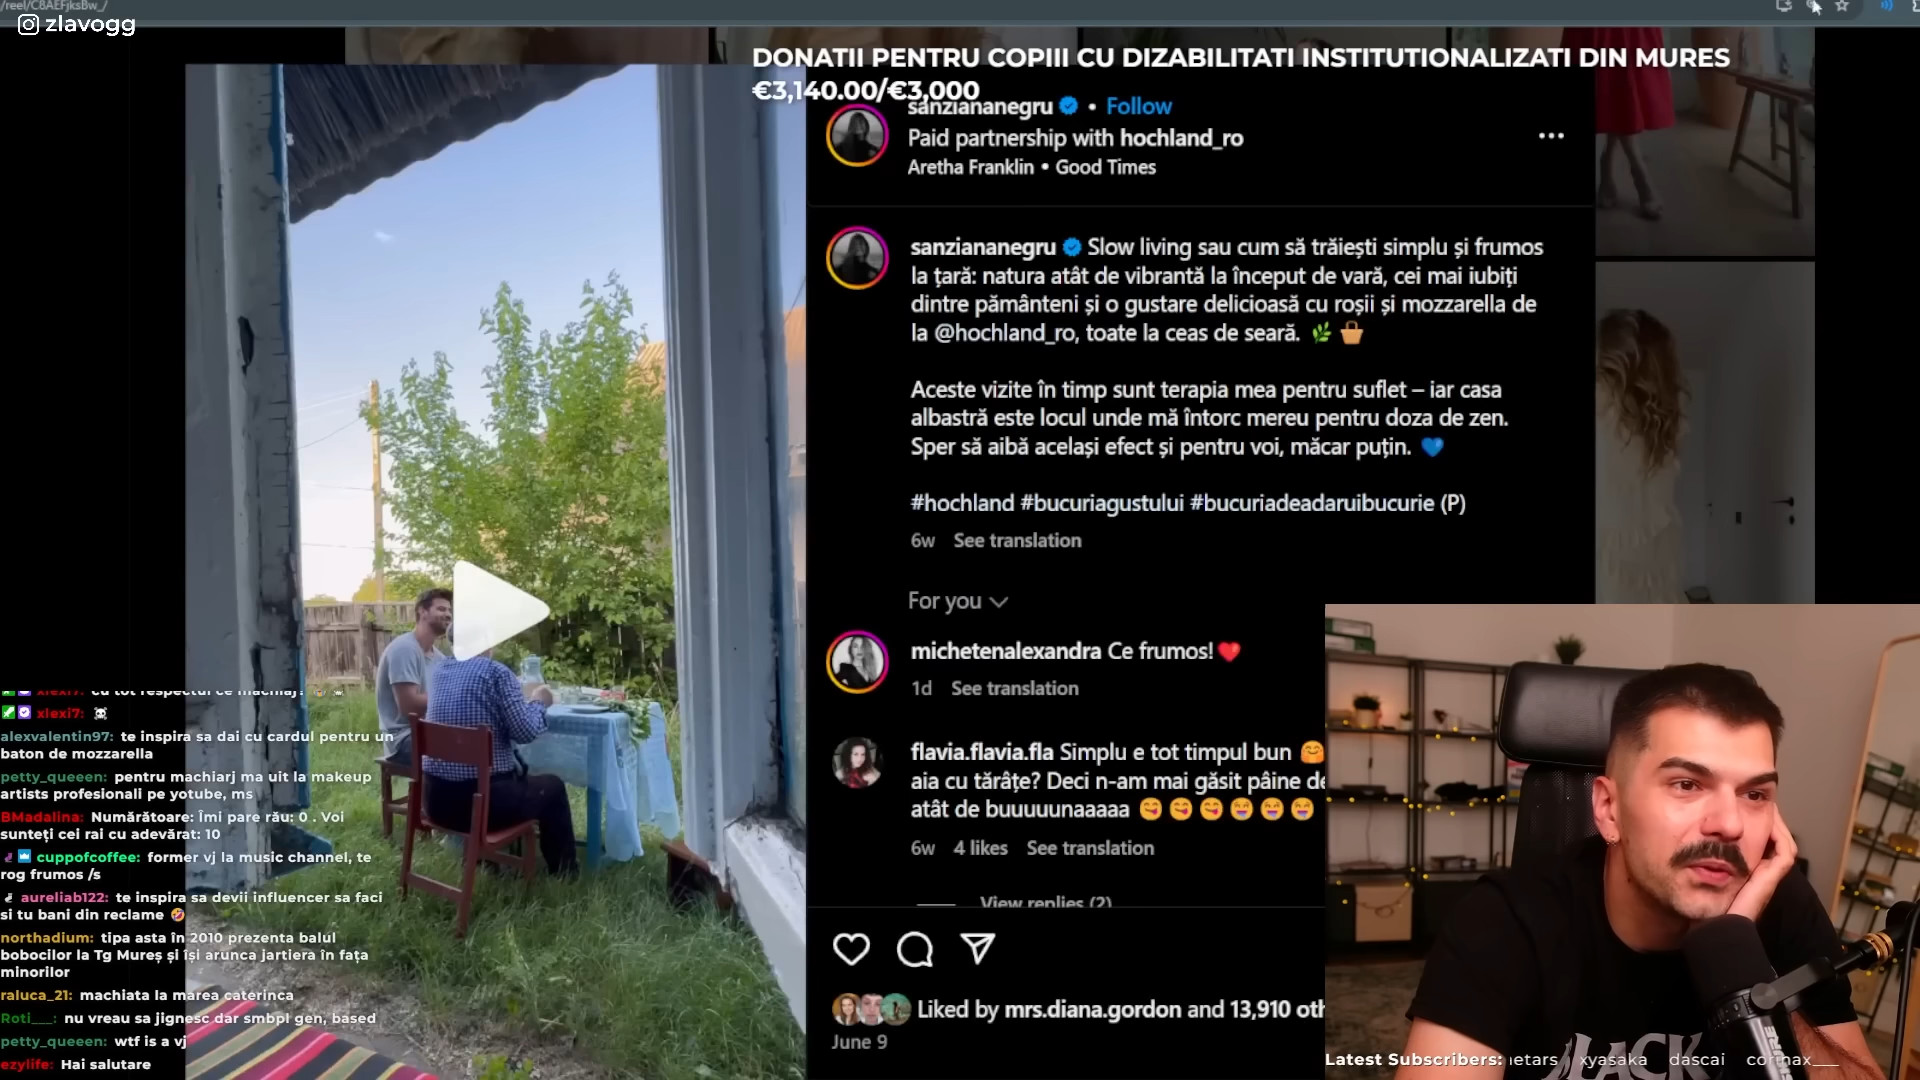 /reel/C8AEFjksBw_/
zlavogg
DONATII PENTRU COPIII CU DIZABILITATI INSTITUTIONALIZATI DIN MURES
€3,140.00/€3,000
sanziananegru • Follow
Paid partnership with hochland_ro
Aretha Franklin • Good Times
sanziananegru Slow living sau cum să trăiești simplu și frumos
la țară: natura atât de vibrantă la început de vară, cei mai iubiți
dintre pământeni și o gustare delicioasă cu roșii și mozzarella de
la @hochland_ro, toate la ceas de seară. 🌿 🧺
Aceste vizite în timp sunt terapia mea pentru suflet – iar casa
albastră este locul unde mă întorc mereu pentru doza de zen.
Sper să aibă același efect și pentru voi, măcar puțin. 💙
#hochland #bucuriagustului #bucuriadeadaruibucurie (P)
6w See translation
For you
michetenalexandra Ce frumos!❤️
1d See translation
flavia.flavia.fla Simplu e tot timpul bun 🤗
aia cu tărâțe? Deci n-am mai găsit pâine de
atât de buuuuunaaaaa 😋 😋 😋 😝 😝 😝
6w 4 likes See translation
View replies (2)
Liked by mrs.diana.gordon and 13,910 oth
June 9
xlexi7: cu tot respectul ce machiaj?
xlexi7: ☠️
alexvalentin97: te inspira sa dai cu cardul pentru un
baton de mozzarella
petty_queeen: pentru machiarj ma uit la makeup
artists profesionali pe yotube, ms
BMadalina: Numărătoare: Îmi pare rău: 0 . Voi
sunteți cei rai cu adevărat: 10
cuppofcoffee: former vj la music channel, te
rog frumos /s
aureliab122: te inspira sa devii influencer sa faci
si tu bani din reclame 🤣
northadium: tipa asta în 2010 prezenta balul
bobocilor la Tg Mureș și își arunca jartiera în fața
minorilor
raluca_21: machiata la marea caterinca
Roti___: nu vreau sa jignesc dar smbpl gen, based
petty_queeen: wtf is a vj
ezylife: Hai salutare
Latest Subscribers: etars xyasaka dascai cormax___